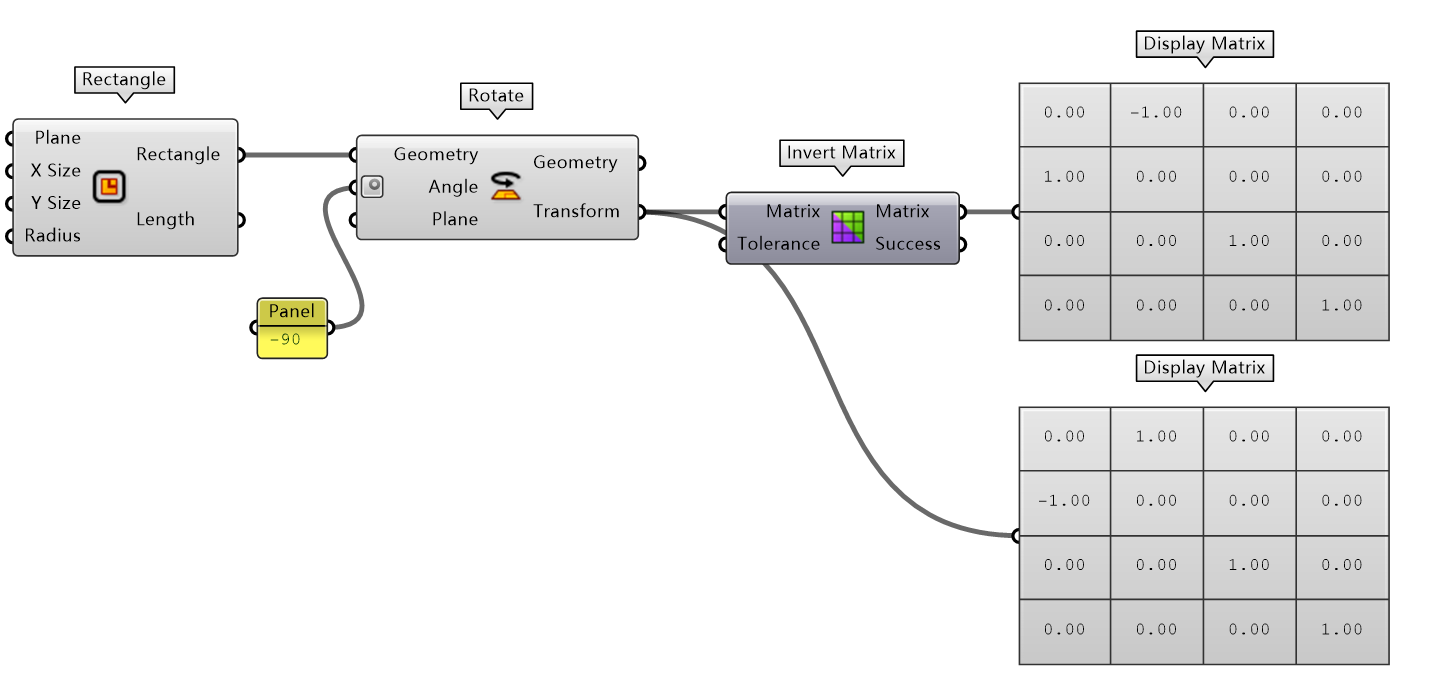 Rectangle
Plane
X Size
Y Size
Radius
Rectangle
Length
Panel
-90
Rotate
Geometry
Angle
Plane
Geometry
Transform
Invert Matrix
Matrix
Tolerance
Matrix
Success
Display Matrix
0.00 -1.00 0.00 0.00
1.00 0.00 0.00 0.00
0.00 0.00 1.00 0.00
0.00 0.00 0.00 1.00
Display Matrix
0.00 1.00 0.00 0.00
-1.00 0.00 0.00 0.00
0.00 0.00 1.00 0.00
0.00 0.00 0.00 1.00